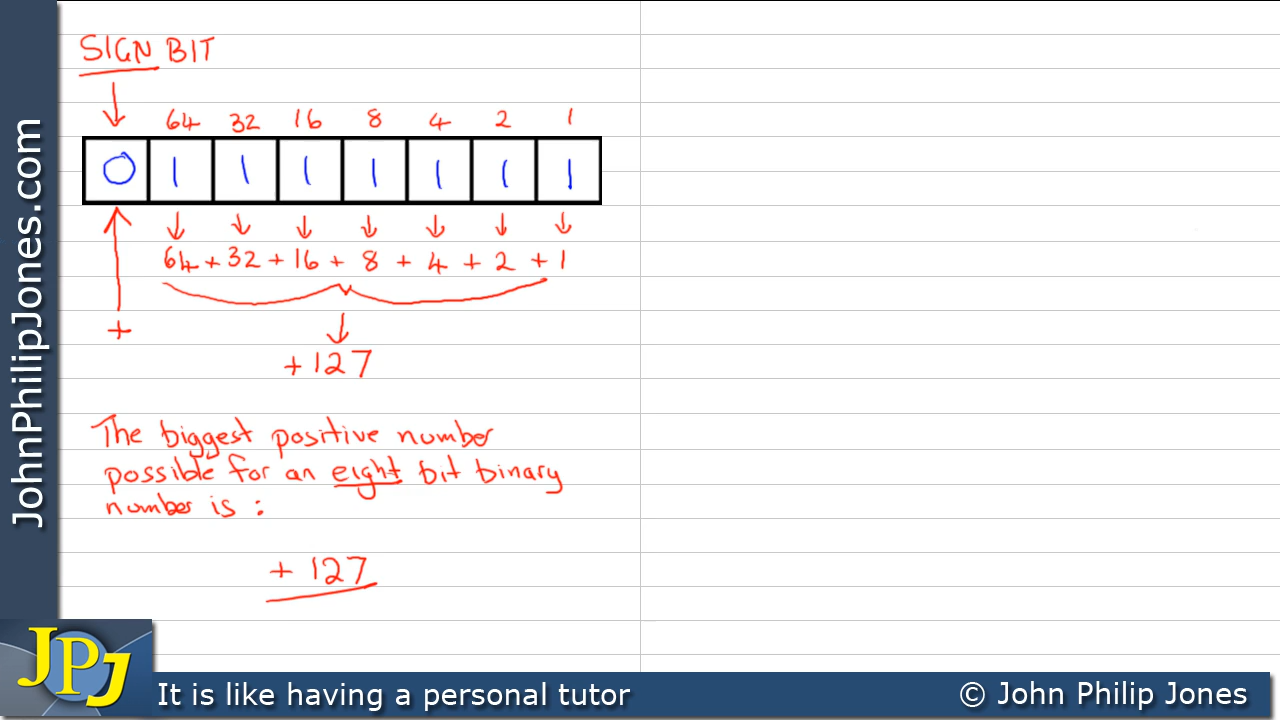 SIGN BIT
64 32 16 8 4 2 1
0 1 1 1 1 1 1 1
64 + 32 + 16 + 8 + 4 + 2 + 1
+
+127
The biggest positive number
possible for an eight bit binary
number is :
+ 127
JohnPhilipJones.com
JPJ
It is like having a personal tutor
© John Philip Jones